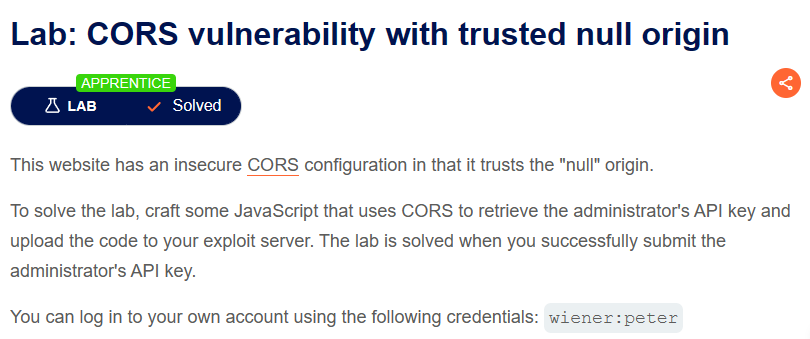 Lab: CORS vulnerability with trusted null origin
APPRENTICE
LAB Solved
This website has an insecure CORS configuration in that it trusts the "null" origin.
To solve the lab, craft some JavaScript that uses CORS to retrieve the administrator's API key and
upload the code to your exploit server. The lab is solved when you successfully submit the
administrator's API key.
You can log in to your own account using the following credentials: wiener:peter